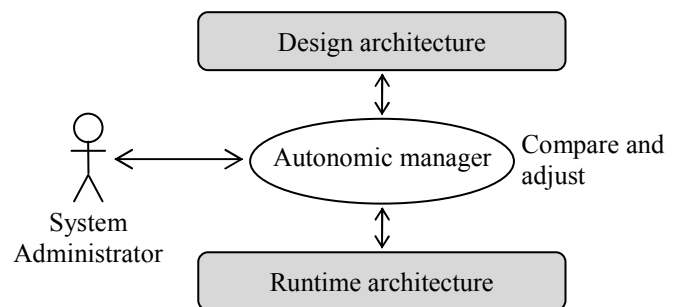 Design architecture
Autonomic manager
Compare and
adjust
System
Administrator
Runtime architecture